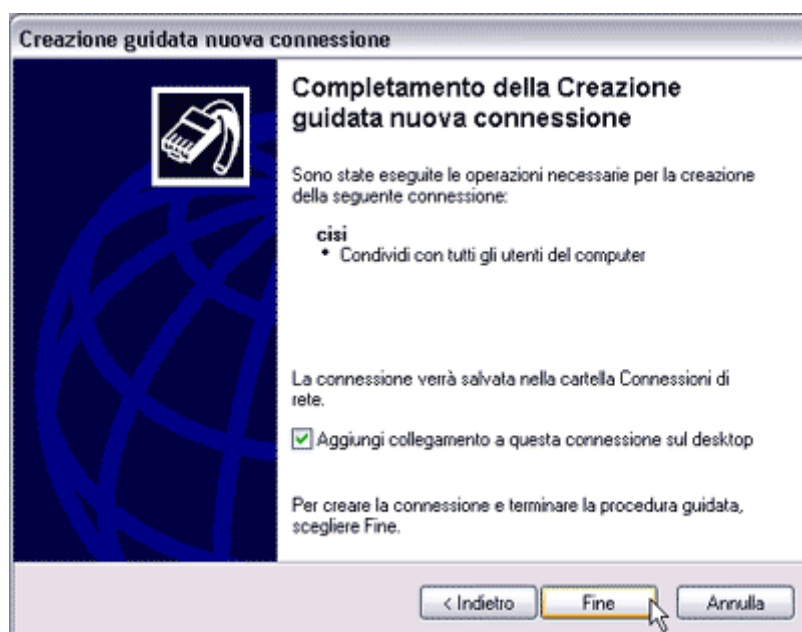 Creazione guidata nuova connessione
Completamento della Creazione
guidata nuova connessione
Sono state eseguite le operazioni necessarie per la creazione
della seguente connessione:
cisi
• Condividi con tutti gli utenti del computer
La connessione verrà salvata nella cartella Connessioni di
rete.
Aggiungi collegamento a questa connessione sul desktop
Per creare la connessione e terminare la procedura guidata,
scegliere Fine.
< Indietro
Fine
Annulla